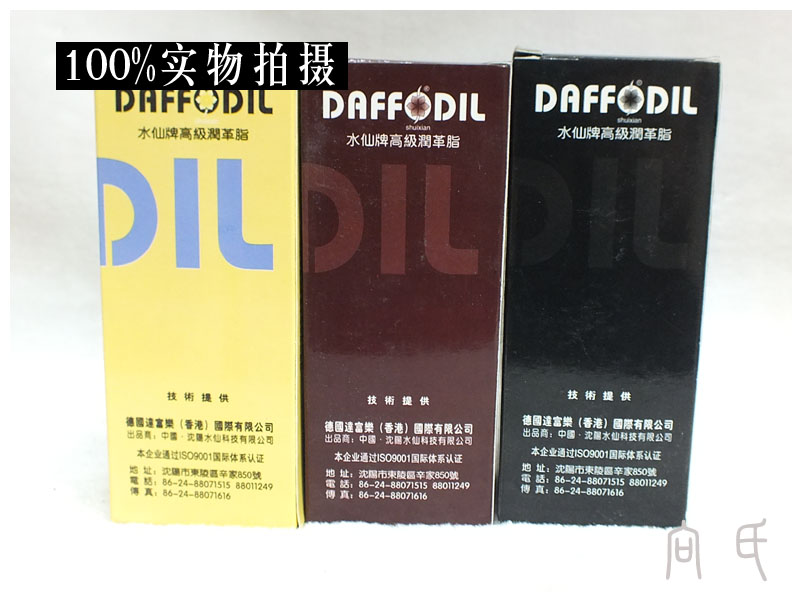 100%实物拍摄
DAFFODIL
shuixian
水仙牌高級潤革脂
DIL
技術提供
德國達富樂（香港）國際有限公司
出品商：中國·沈陽水仙科技有限公司
本企业通过ISO9001国际体系认证
地址：沈陽市東陵區辛家850號
電話：86-24-88071515 88011249
傳真：86-24-88071616
DAFFODIL
shuixian
水仙牌高級潤革脂
DIL
技術提供
德國達富樂（香港）國際有限公司
出品商：中國·沈陽水仙科技有限公司
本企业通过ISO9001国际体系认证
地址：沈陽市東陵區辛家850號
電話：86-24-88071515 88011249
傳真：86-24-88071616
DAFFODIL
shuixian
水仙牌高級潤革脂
DIL
技術提供
德國達富樂（香港）國際有限公司
出品商：中國·沈陽水仙科技有限公司
本企业通过ISO9001国际体系认证
地址：沈陽市東陵區辛家850號
電話：86-24-88071515 88011249
傳真：86-24-88071616